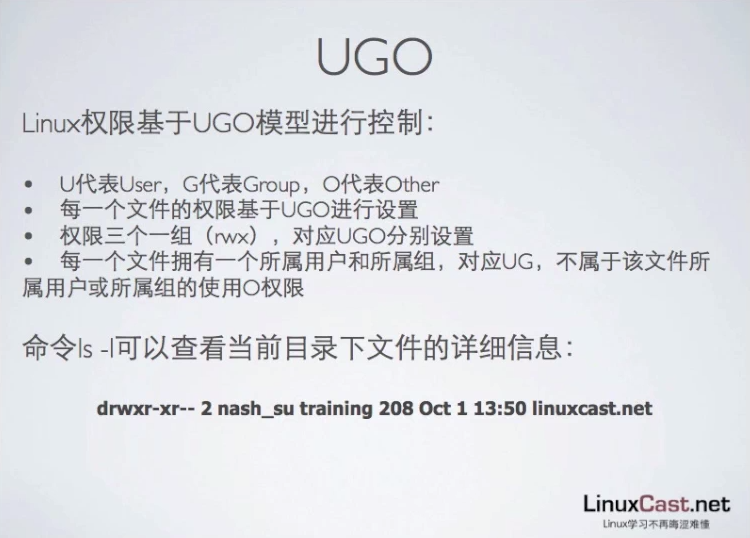 UGO
Linux权限基于UGO模型进行控制：
• U代表User，G代表Group，O代表Other
• 每一个文件的权限基于UGO进行设置
• 权限三个一组（rwx），对应UGO分别设置
• 每一个文件拥有一个所属用户和所属组，对应UG，不属于该文件所
属用户或所属组的使用O权限
命令ls -l可以查看当前目录下文件的详细信息：
drwxr-xr-- 2 nash_su training 208 Oct 1 13:50 linuxcast.net
LinuxCast.net
Linux学习不再晦涩难懂